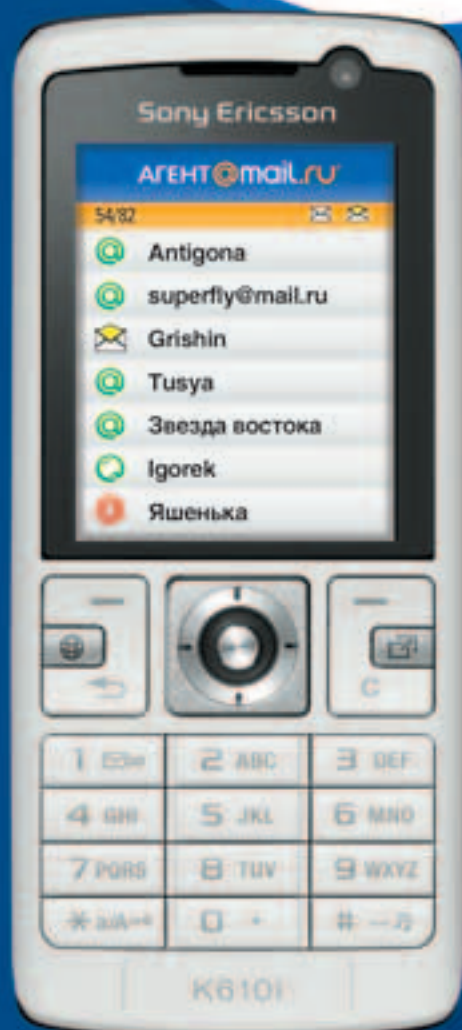 Sony Ericsson
АГЕНТ@mail.ru
54/82
Antigona
superfly@mail.ru
Grishin
Tusya
Звезда востока
Igorek
Яшенька
C
1 2 ABC 3 DEF
4 GHI 5 JKL 6 MNO
7 PQRS 8 TUV 9 WXYZ
* a/A 0 #
K610i